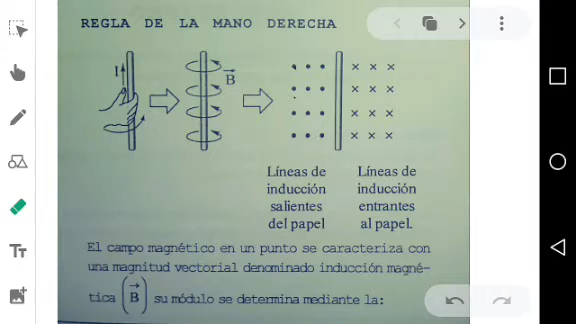 REGLA DE LA MANO DERECHA
I
B
Líneas de inducción salientes del papel
Líneas de inducción entrantes al papel.
El campo magnético en un punto se caracteriza con
una magnitud vectorial denominado inducción magné-
tica (B) su módulo se determina mediante la:
Tт